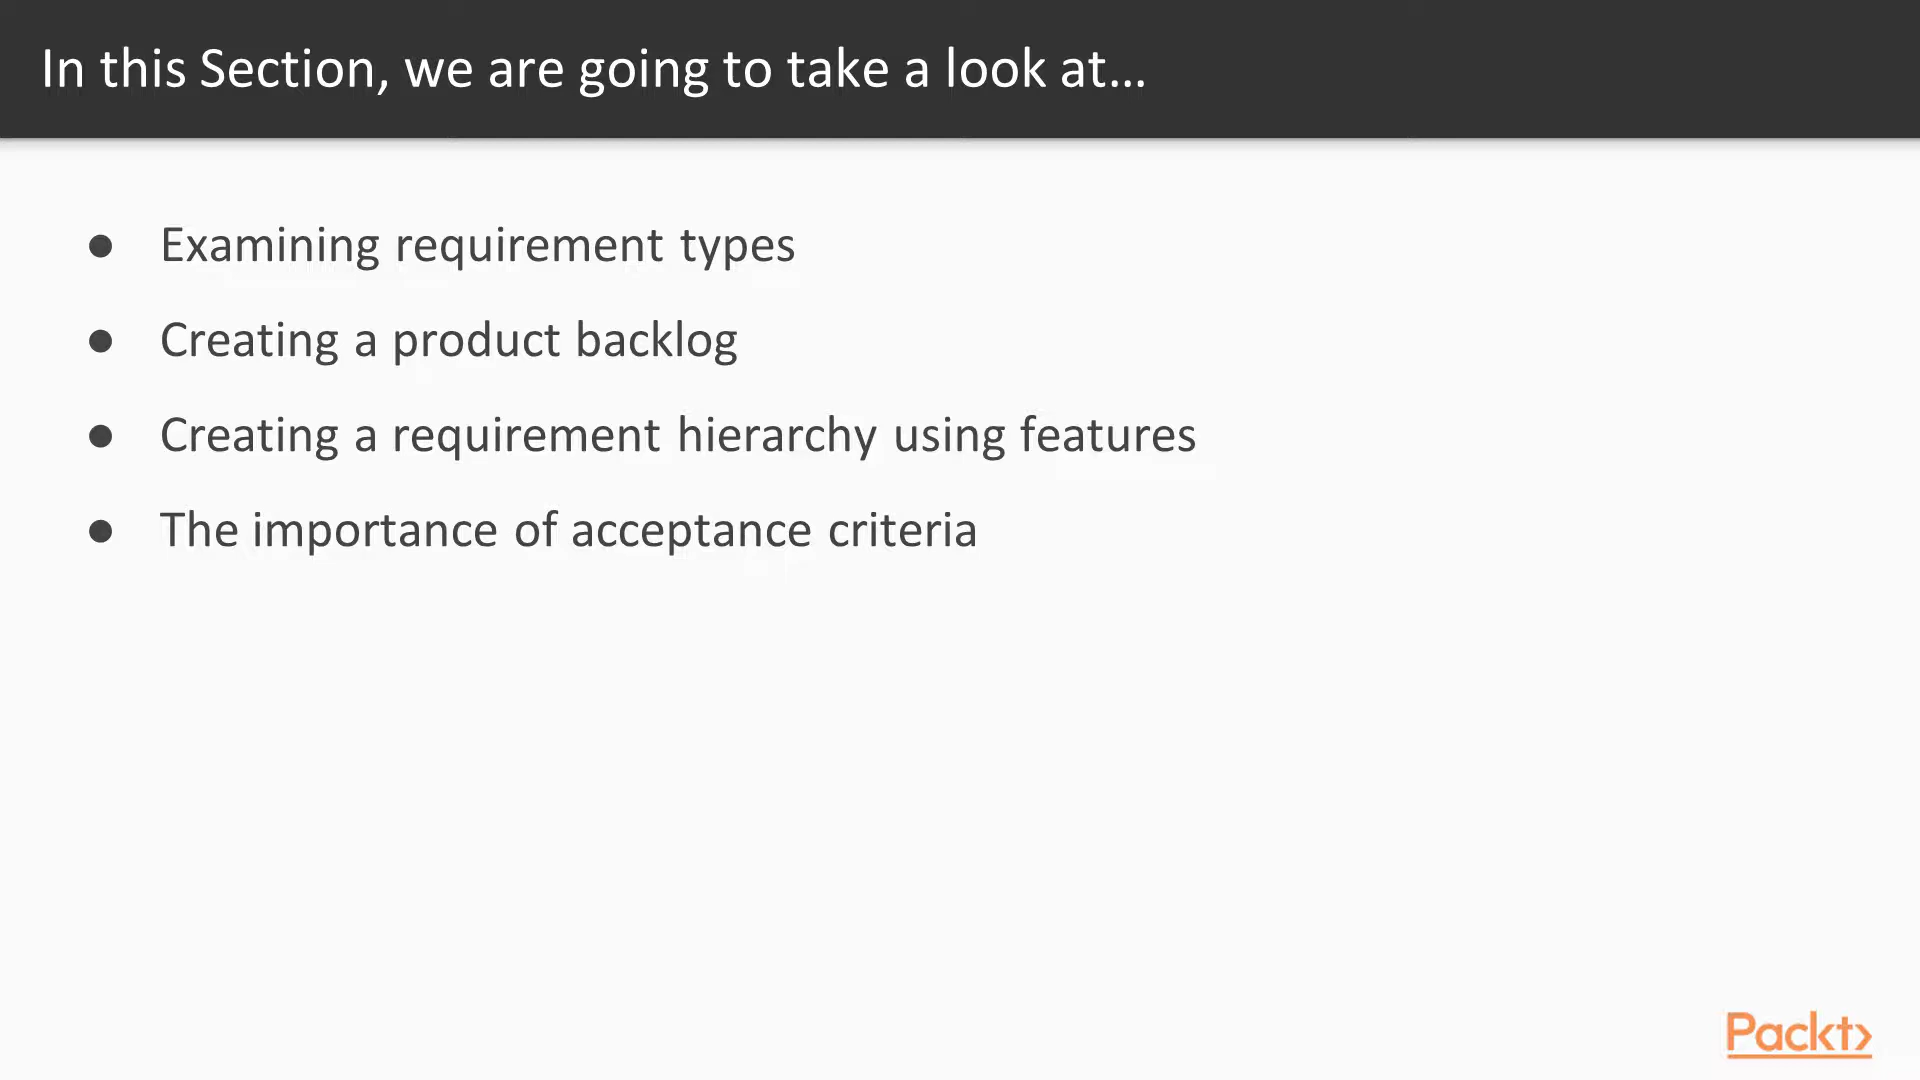 In this Section, we are going to take a look at...
● Examining requirement types
● Creating a product backlog
● Creating a requirement hierarchy using features
● The importance of acceptance criteria
Packt>